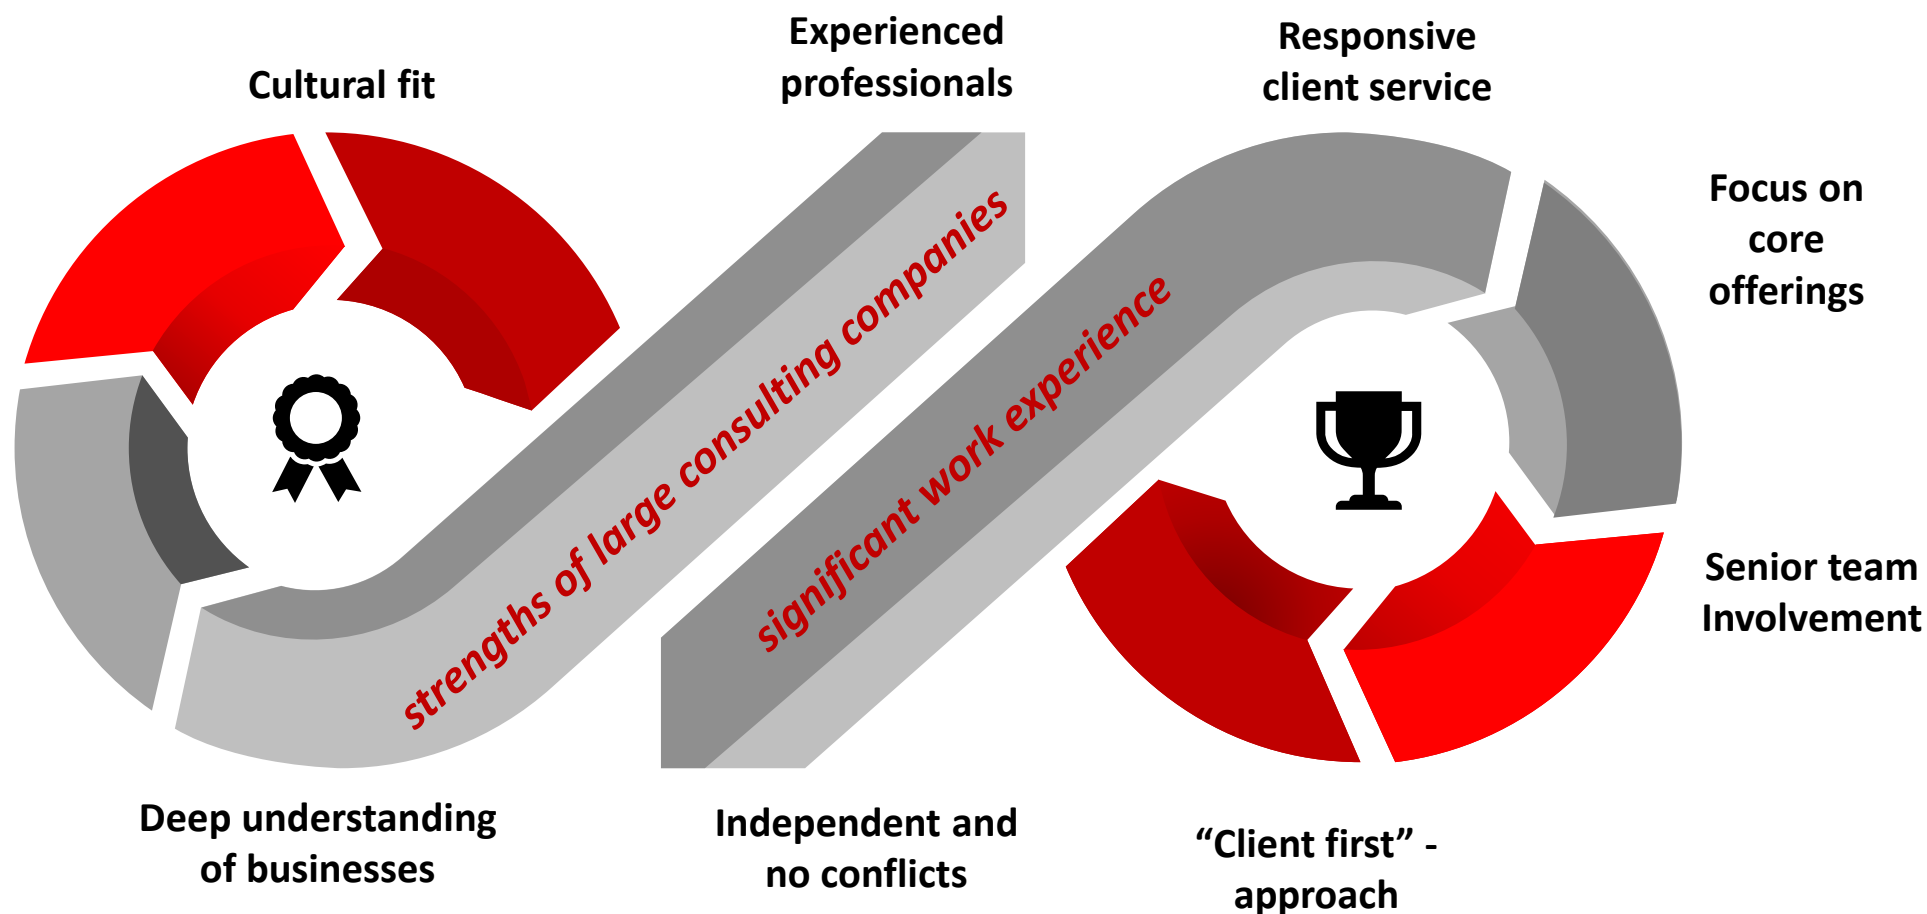 Experienced
professionals
Responsive
client service
Cultural fit
Focus on
core
offerings
strengths of large consulting companies
significant work experience
Senior team
Involvement
Deep understanding
of businesses
Independent and
no conflicts
“Client first” -
approach